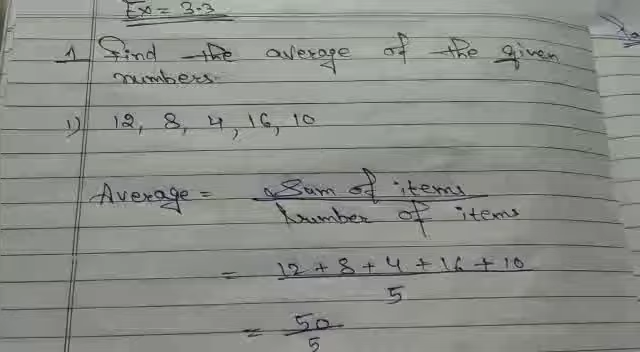 Ex = 3.3
1 Find the average of the given
numbers.
i) 12, 8, 4, 16, 10
Average = Sum of items
Number of items
= 12 + 8 + 4 + 16 + 10
5
= 50
5